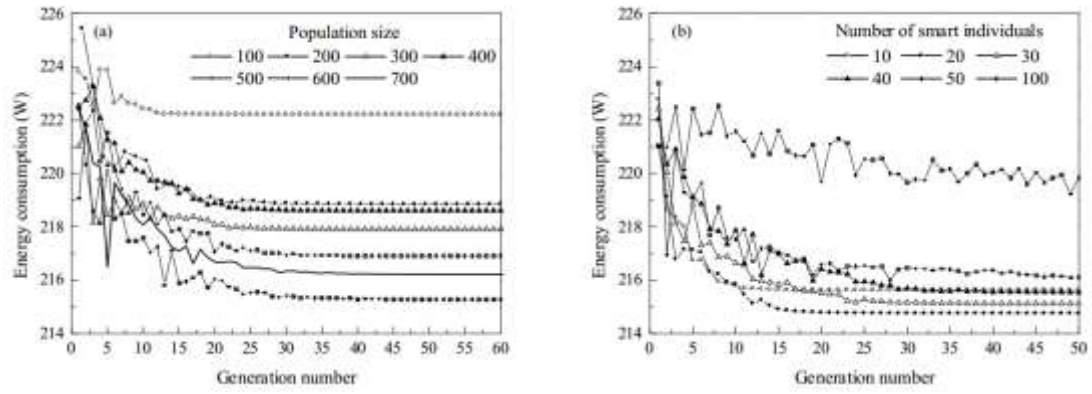 (a)
Population size
100 200 300 400
500 600 700
Energy consumption (W)
226
224
222
220
218
216
214
0 5 10 15 20 25 30 35 40 45 50 55 60
Generation number
(b)
Number of smart individuals
10 20 30
40 50 100
Energy consumption (W)
226
224
222
220
218
216
214
0 5 10 15 20 25 30 35 40 45 50
Generation number